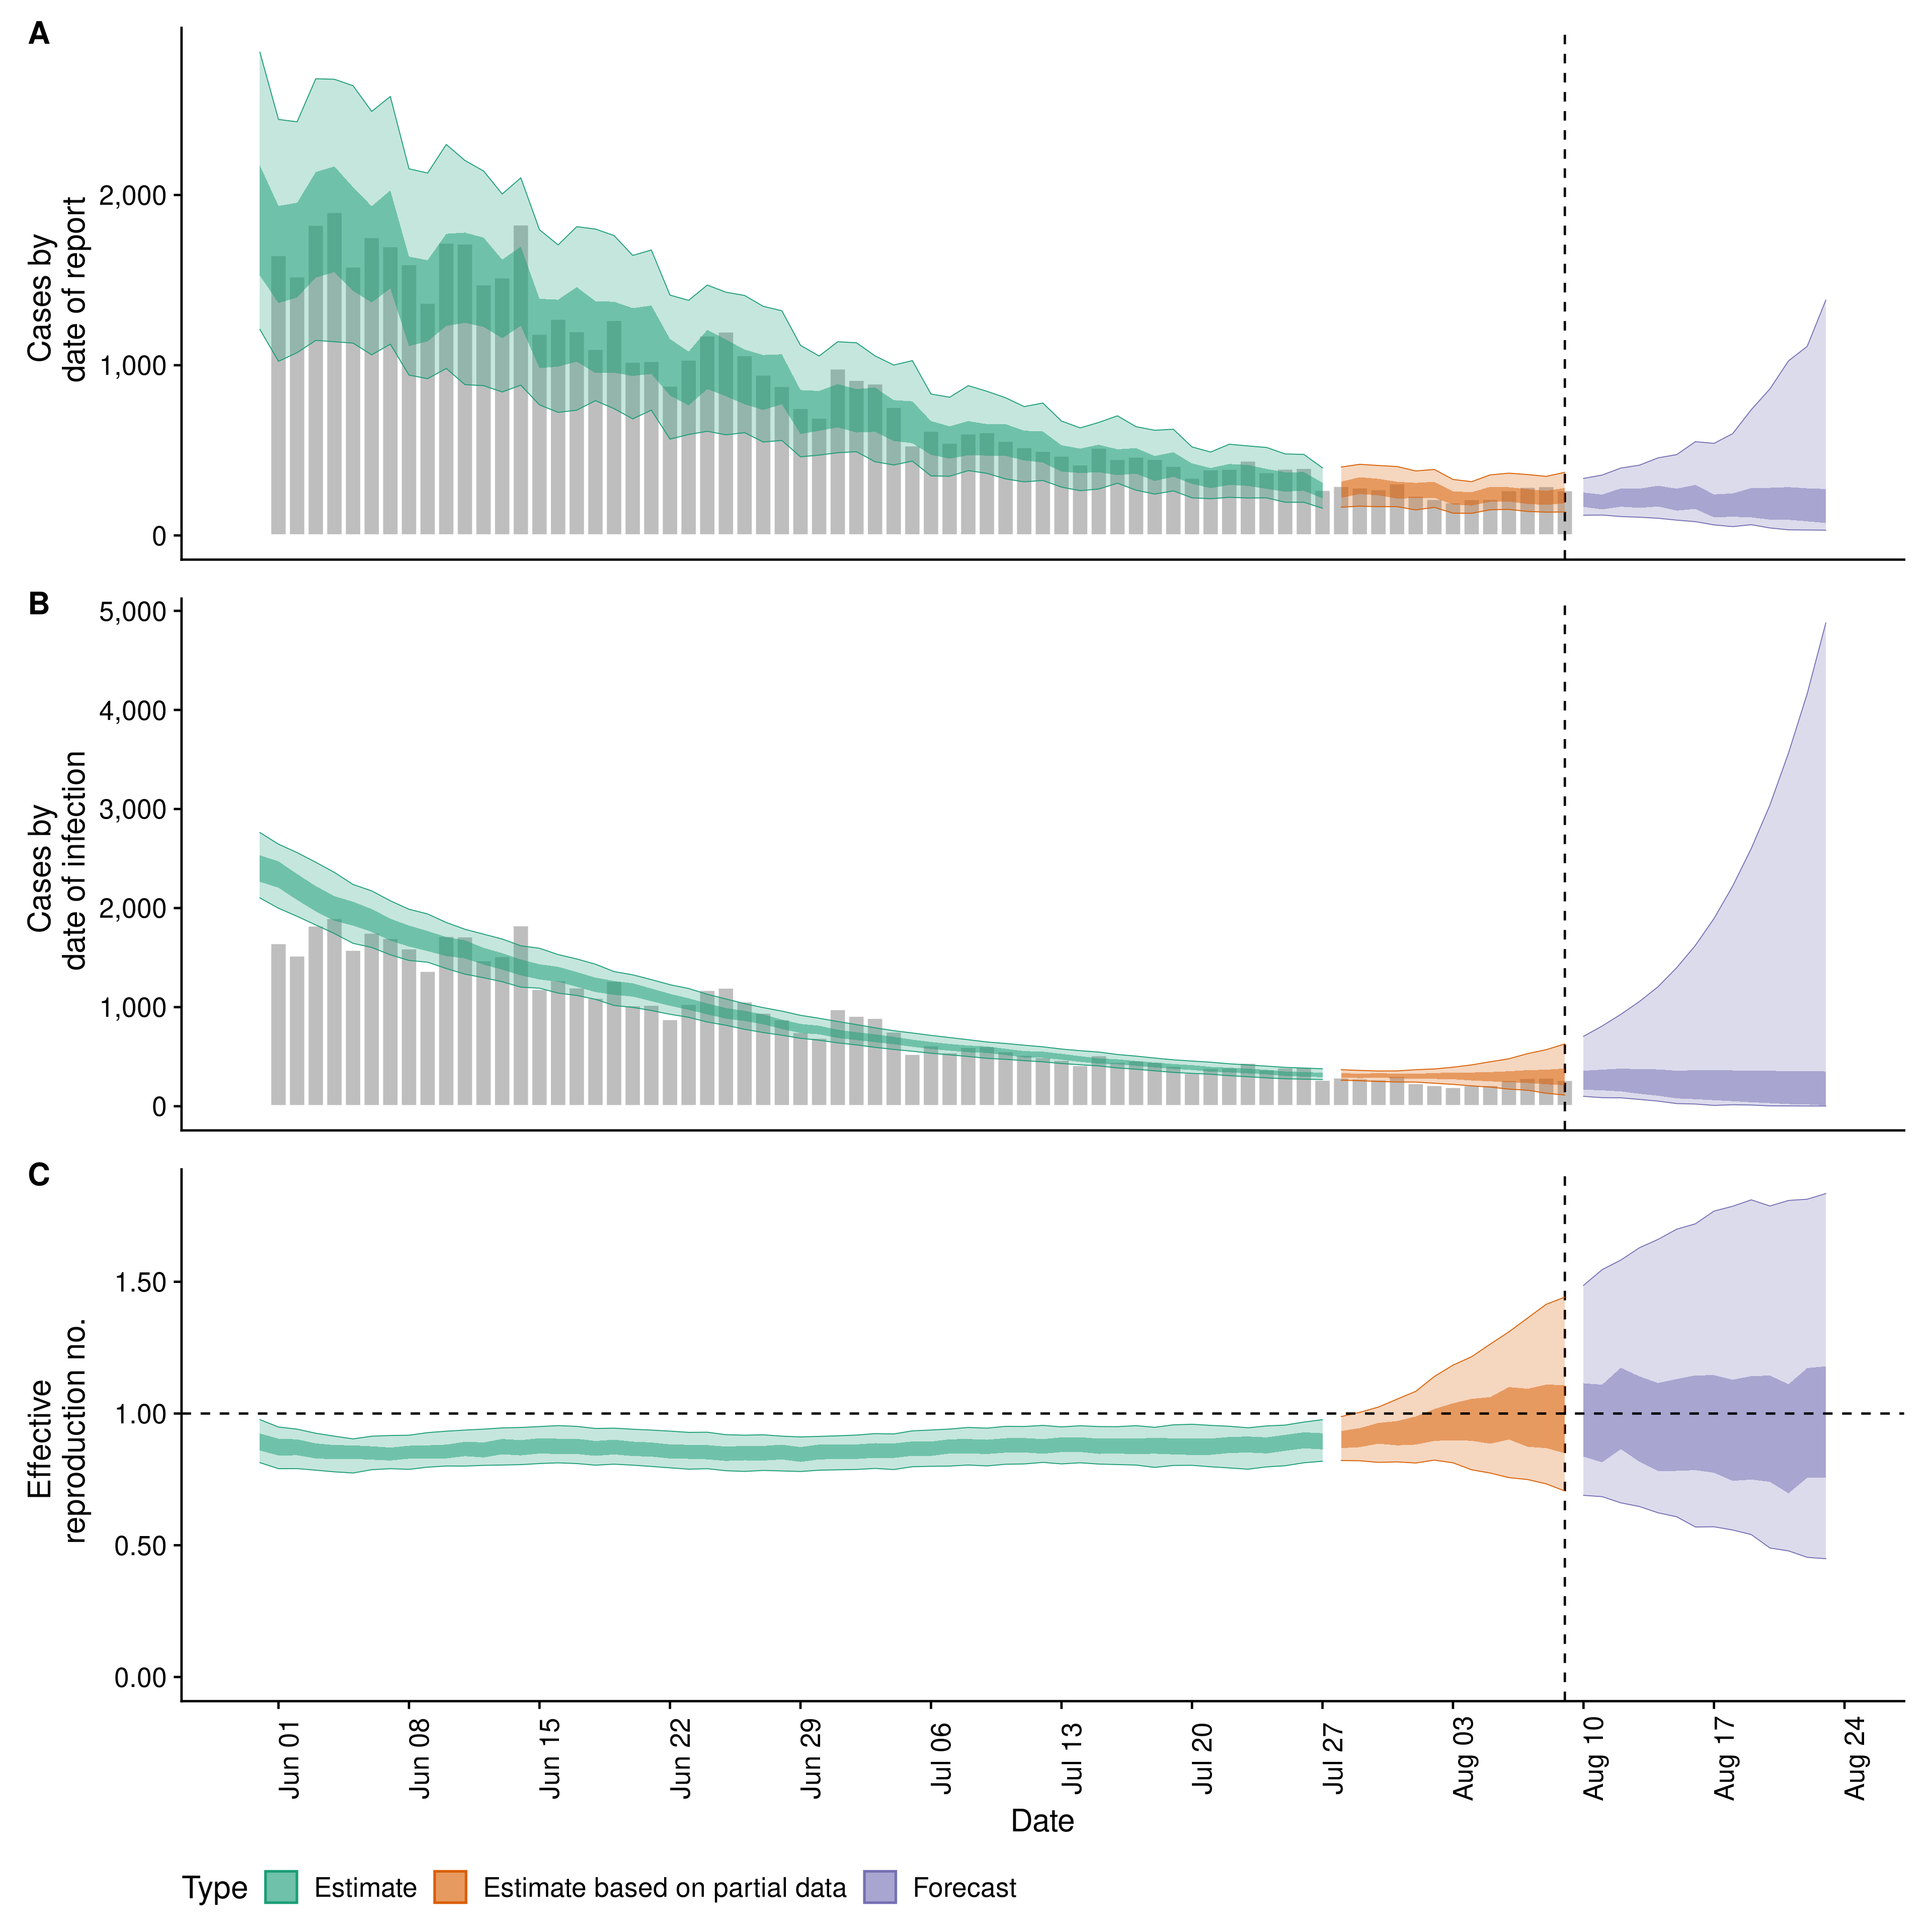 A
Cases by
date of report
2,000
1,000
0
B
Cases by
date of infection
5,000
4,000
3,000
2,000
1,000
0
C
Effective
reproduction no.
1.50
1.00
0.50
0.00
Jun 01
Jun 08
Jun 15
Jun 22
Jun 29
Jul 06
Jul 13
Jul 20
Jul 27
Aug 03
Aug 10
Aug 17
Aug 24
Date
Type Estimate Estimate based on partial data Forecast